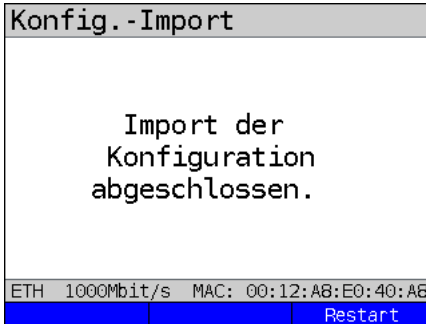 Konfig.-Import
Import der
Konfiguration
abgeschlossen.
ETH 1000Mbit/s MAC: 00:12:A8:E0:40:A8
Restart